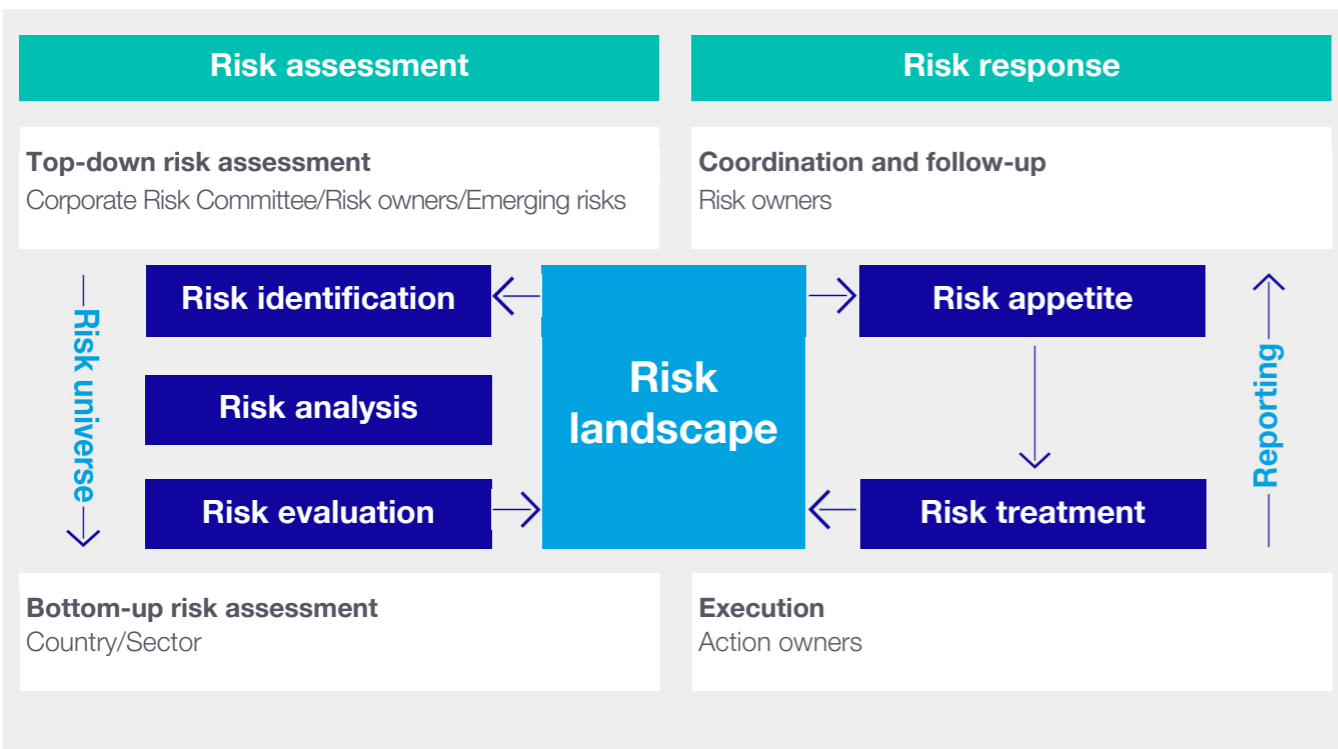 Risk assessment
Risk response
Top-down risk assessment
Corporate Risk Committee/Risk owners/Emerging risks
Coordination and follow-up
Risk owners
Risk universe
Risk identification
Risk analysis
Risk evaluation
Risk
landscape
Risk appetite
Risk treatment
Reporting
Bottom-up risk assessment
Country/Sector
Execution
Action owners